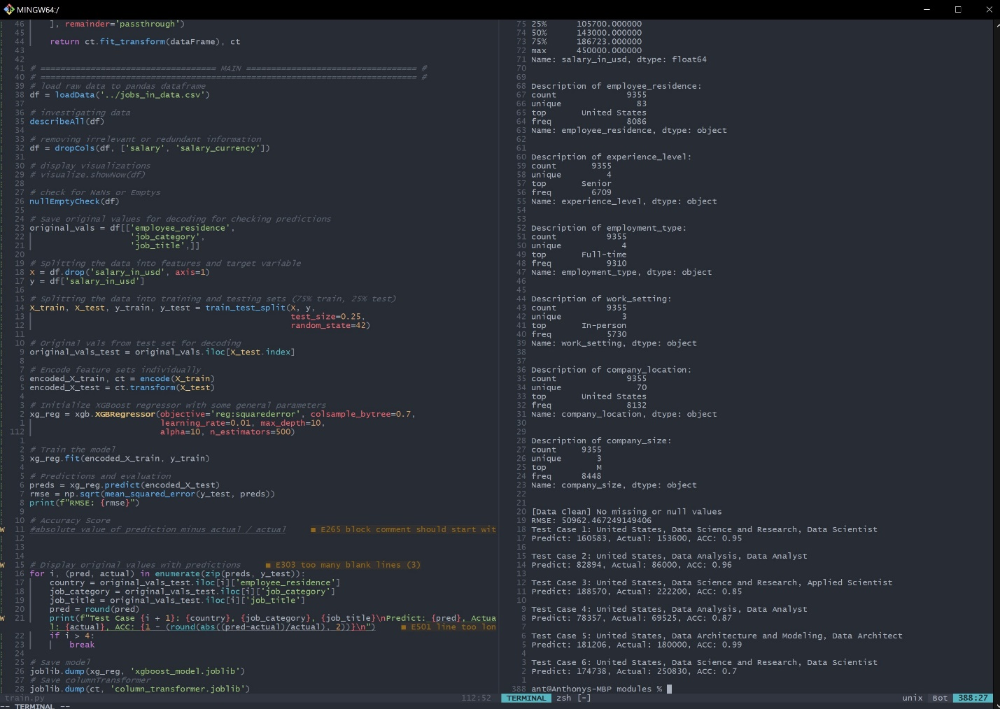 MINGW64:/
46 ], remainder='passthrough')
45
44 return ct.fit_transform(dataFrame), ct
43
42
41 # =================================== MAIN ================================== #
40 # =========================================================================== #
39 # load raw data to pandas dataframe
38 df = loadData('../jobs_in_data.csv')
37
36 # investigating data
35 describeAll(df)
34
33 # removing irrelevant or redundant information
32 df = dropCols(df, ['salary', 'salary_currency'])
31
30 # display visualizations
29 # visualize.showNow(df)
28
27 # check for NaNs or Emptys
26 nullEmptyCheck(df)
25
24 # Save original values for decoding for checking predictions
23 original_vals = df[['employee_residence',
22 'job_category',
21 'job_title',]]
20
19 # Splitting the data into features and target variable
18 X = df.drop('salary_in_usd', axis=1)
17 y = df['salary_in_usd']
16
15 # Splitting the data into training and testing sets (75% train, 25% test)
14 X_train, X_test, y_train, y_test = train_test_split(X, y,
13 test_size=0.25,
12 random_state=42)
11
10 # Original vals from test set for decoding
9 original_vals_test = original_vals.iloc[X_test.index]
8
7 # Encode feature sets individually
6 encoded_X_train, ct = encode(X_train)
5 encoded_X_test = ct.transform(X_test)
4
3 # Initialize XGBoost regressor with some general parameters
2 xg_reg = xgb.XGBRegressor(objective='reg:squarederror', colsample_bytree=0.7,
1 learning_rate=0.01, max_depth=10,
112 alpha=10, n_estimators=500)
1
2 # Train the model
3 xg_reg.fit(encoded_X_train, y_train)
4
5 # Predictions and evaluation
6 preds = xg_reg.predict(encoded_X_test)
7 rmse = np.sqrt(mean_squared_error(y_test, preds))
8 print(f"RMSE: {rmse}")
9
10 # Accuracy Score
W 11 #absolute value of prediction minus actual / actual ■ E265 block comment should start wit
12
13
14
W 15 # Display original values with predictions ■ E303 too many blank lines (3)
16 for i, (pred, actual) in enumerate(zip(preds, y_test)):
17 country = original_vals_test.iloc[i]['employee_residence']
18 job_category = original_vals_test.iloc[i]['job_category']
19 job_title = original_vals_test.iloc[i]['job_title']
20 pred = round(pred)
W 21 print(f"Test Case {i + 1}: {country}, {job_category}, {job_title}\nPredict: {pred}, Actua
l: {actual}, ACC: {1 - (round(abs((pred-actual)/actual), 2))}\n") ■ E501 line too lon
22 if i > 4:
23 break
24
25 # Save model
26 joblib.dump(xg_reg, 'xgboost_model.joblib')
27 # Save columnTransformer
28 joblib.dump(ct, 'column_transformer.joblib')
train.py 112:52
-- TERMINAL --
75 25% 105700.000000
74 50% 143000.000000
73 75% 186723.000000
72 max 450000.000000
71 Name: salary_in_usd, dtype: float64
70
69
68 Description of employee_residence:
67 count 9355
66 unique 83
65 top United States
64 freq 8086
63 Name: employee_residence, dtype: object
62
61
60 Description of experience_level:
59 count 9355
58 unique 4
57 top Senior
56 freq 6709
55 Name: experience_level, dtype: object
54
53
52 Description of employment_type:
51 count 9355
50 unique 4
49 top Full-time
48 freq 9310
47 Name: employment_type, dtype: object
46
45
44 Description of work_setting:
43 count 9355
42 unique 3
41 top In-person
40 freq 5730
39 Name: work_setting, dtype: object
38
37
36 Description of company_location:
35 count 9355
34 unique 70
33 top United States
32 freq 8132
31 Name: company_location, dtype: object
30
29
28 Description of company_size:
27 count 9355
26 unique 3
25 top M
24 freq 8448
23 Name: company_size, dtype: object
22
21
20 [Data Clean] No missing or null values
19 RMSE: 50962.467249149406
18 Test Case 1: United States, Data Science and Research, Data Scientist
17 Predict: 160583, Actual: 153600, ACC: 0.95
16
15 Test Case 2: United States, Data Analysis, Data Analyst
14 Predict: 82894, Actual: 86000, ACC: 0.96
13
12 Test Case 3: United States, Data Science and Research, Applied Scientist
11 Predict: 188570, Actual: 222200, ACC: 0.85
10
9 Test Case 4: United States, Data Analysis, Data Analyst
8 Predict: 78357, Actual: 69525, ACC: 0.87
7
6 Test Case 5: United States, Data Architecture and Modeling, Data Architect
5 Predict: 181206, Actual: 180000, ACC: 0.99
4
3 Test Case 6: United States, Data Science and Research, Data Scientist
2 Predict: 174738, Actual: 250830, ACC: 0.7
1
388 ant@Anthonys-MBP modules %
TERMINAL zsh [-] unix Bot 388:27